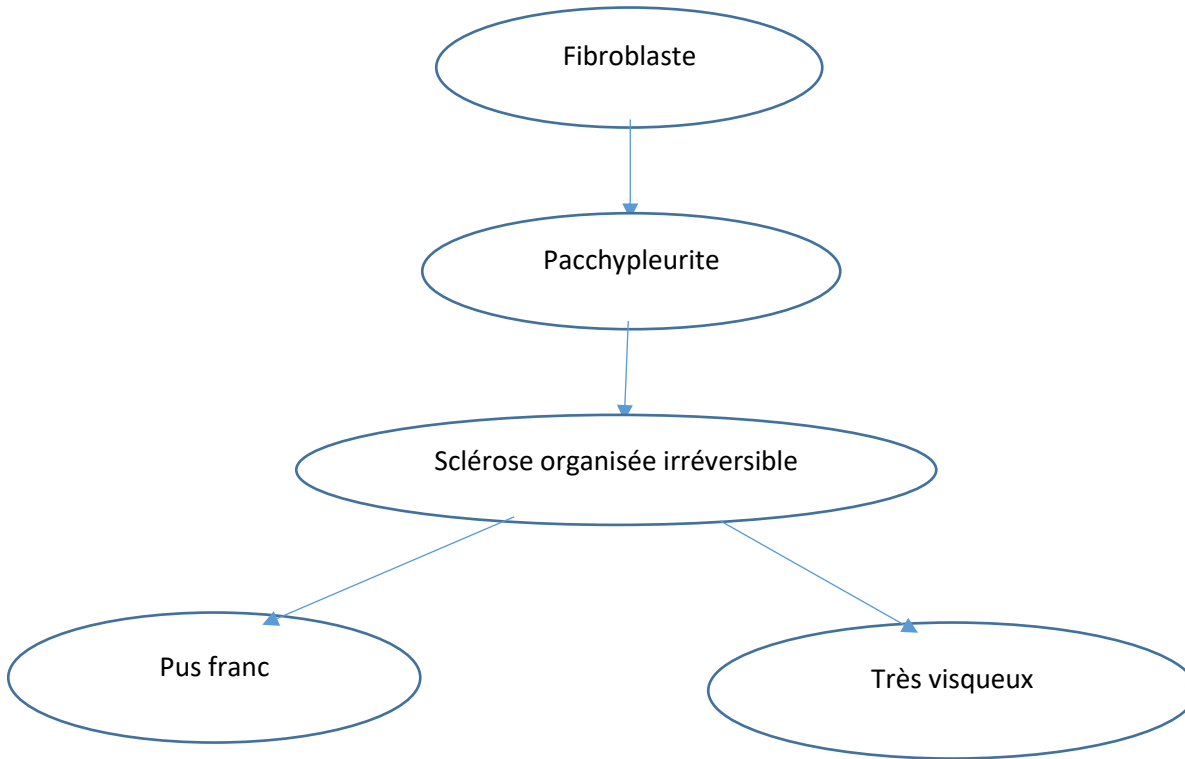 Fibroblaste
Pacchypleurite
Sclérose organisée irréversible
Pus franc
Très visqueux